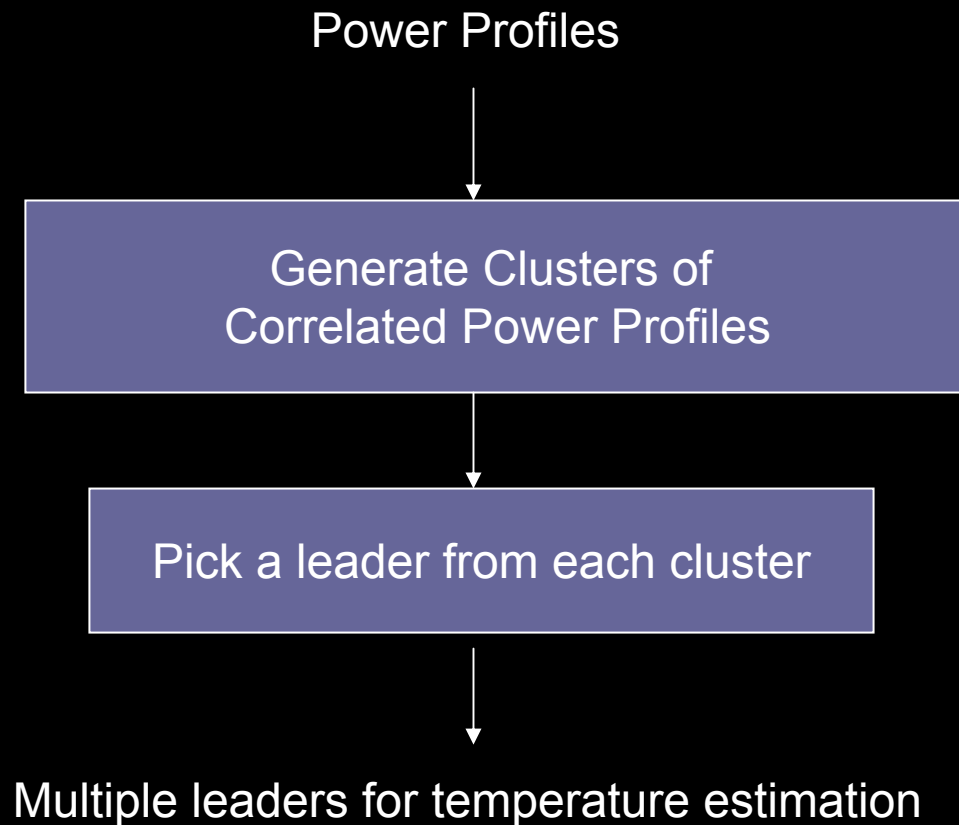 Power Profiles
Generate Clusters of
Correlated Power Profiles
Pick a leader from each cluster
Multiple leaders for temperature estimation